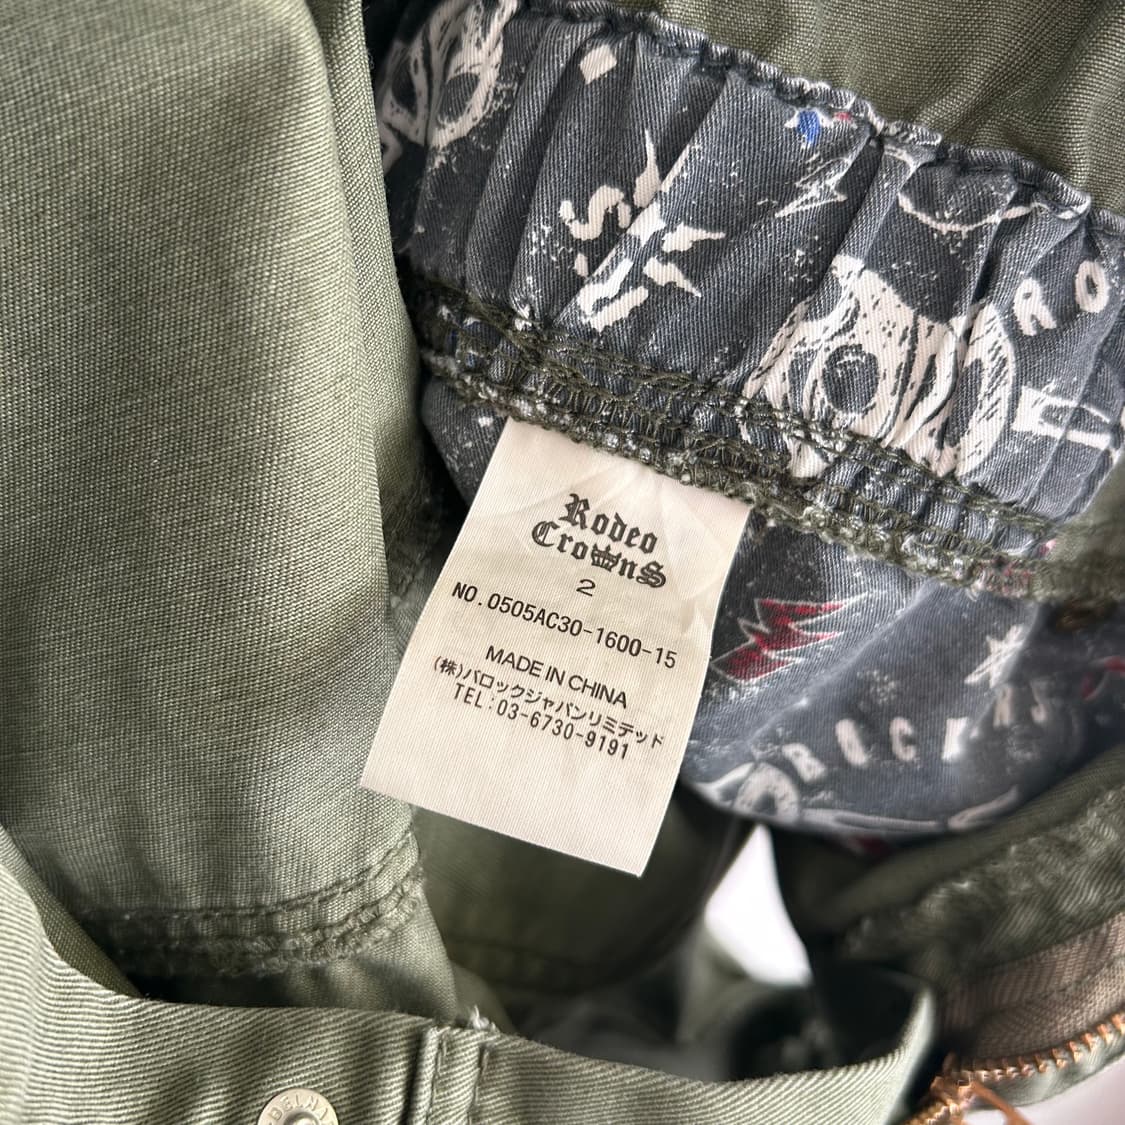 RO
Rodeo
CrownS
2
NO.0505AC30-1600-15
MADE IN CHINA
(株)バロックジャパンリミテッド
TEL:03-6730-9191